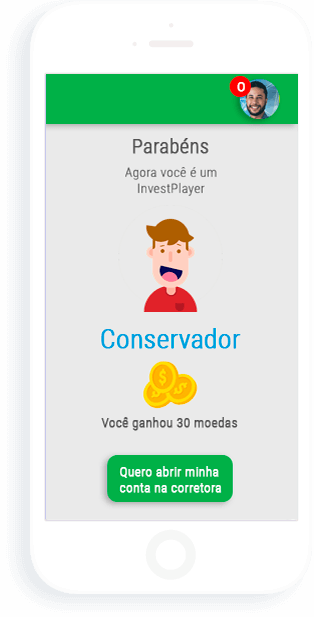 0
Parabéns
Agora você é um
InvestPlayer
Conservador
$
$
$
Você ganhou 30 moedas
Quero abrir minha
conta na corretora